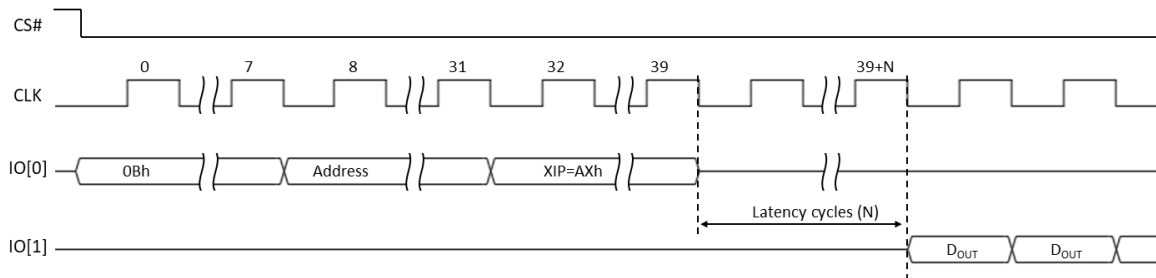 CS#
0 7 8 31 32 39 39+N
CLK
IO[0] 0Bh Address XIP=AXh
Latency cycles (N)
IO[1] DOUT DOUT